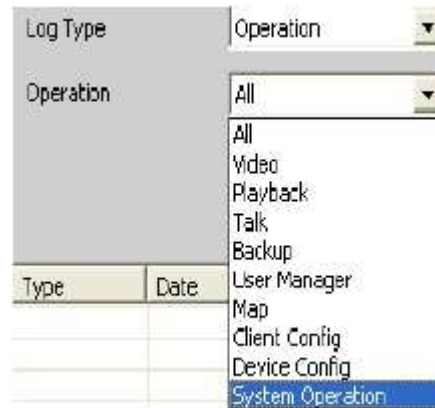 Log Type Operation
Operation All
All
Video
Playback
Talk
Backup
User Manager
Map
Client Config
Device Config
System Operation
Type Date